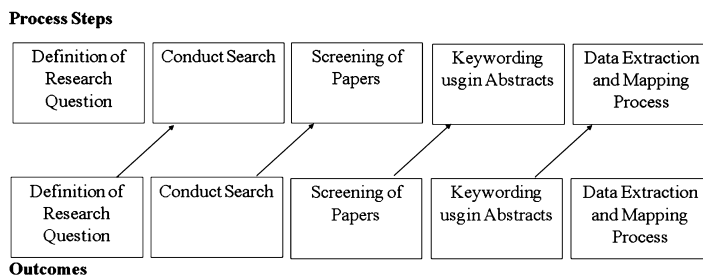 Process Steps
Definition of
Research
Question
Conduct Search
Screening of
Papers
Keywording
usgin Abstracts
Data Extraction
and Mapping
Process
Definition of
Research
Question
Conduct Search
Screening of
Papers
Keywording
usgin Abstracts
Data Extraction
and Mapping
Process
Outcomes